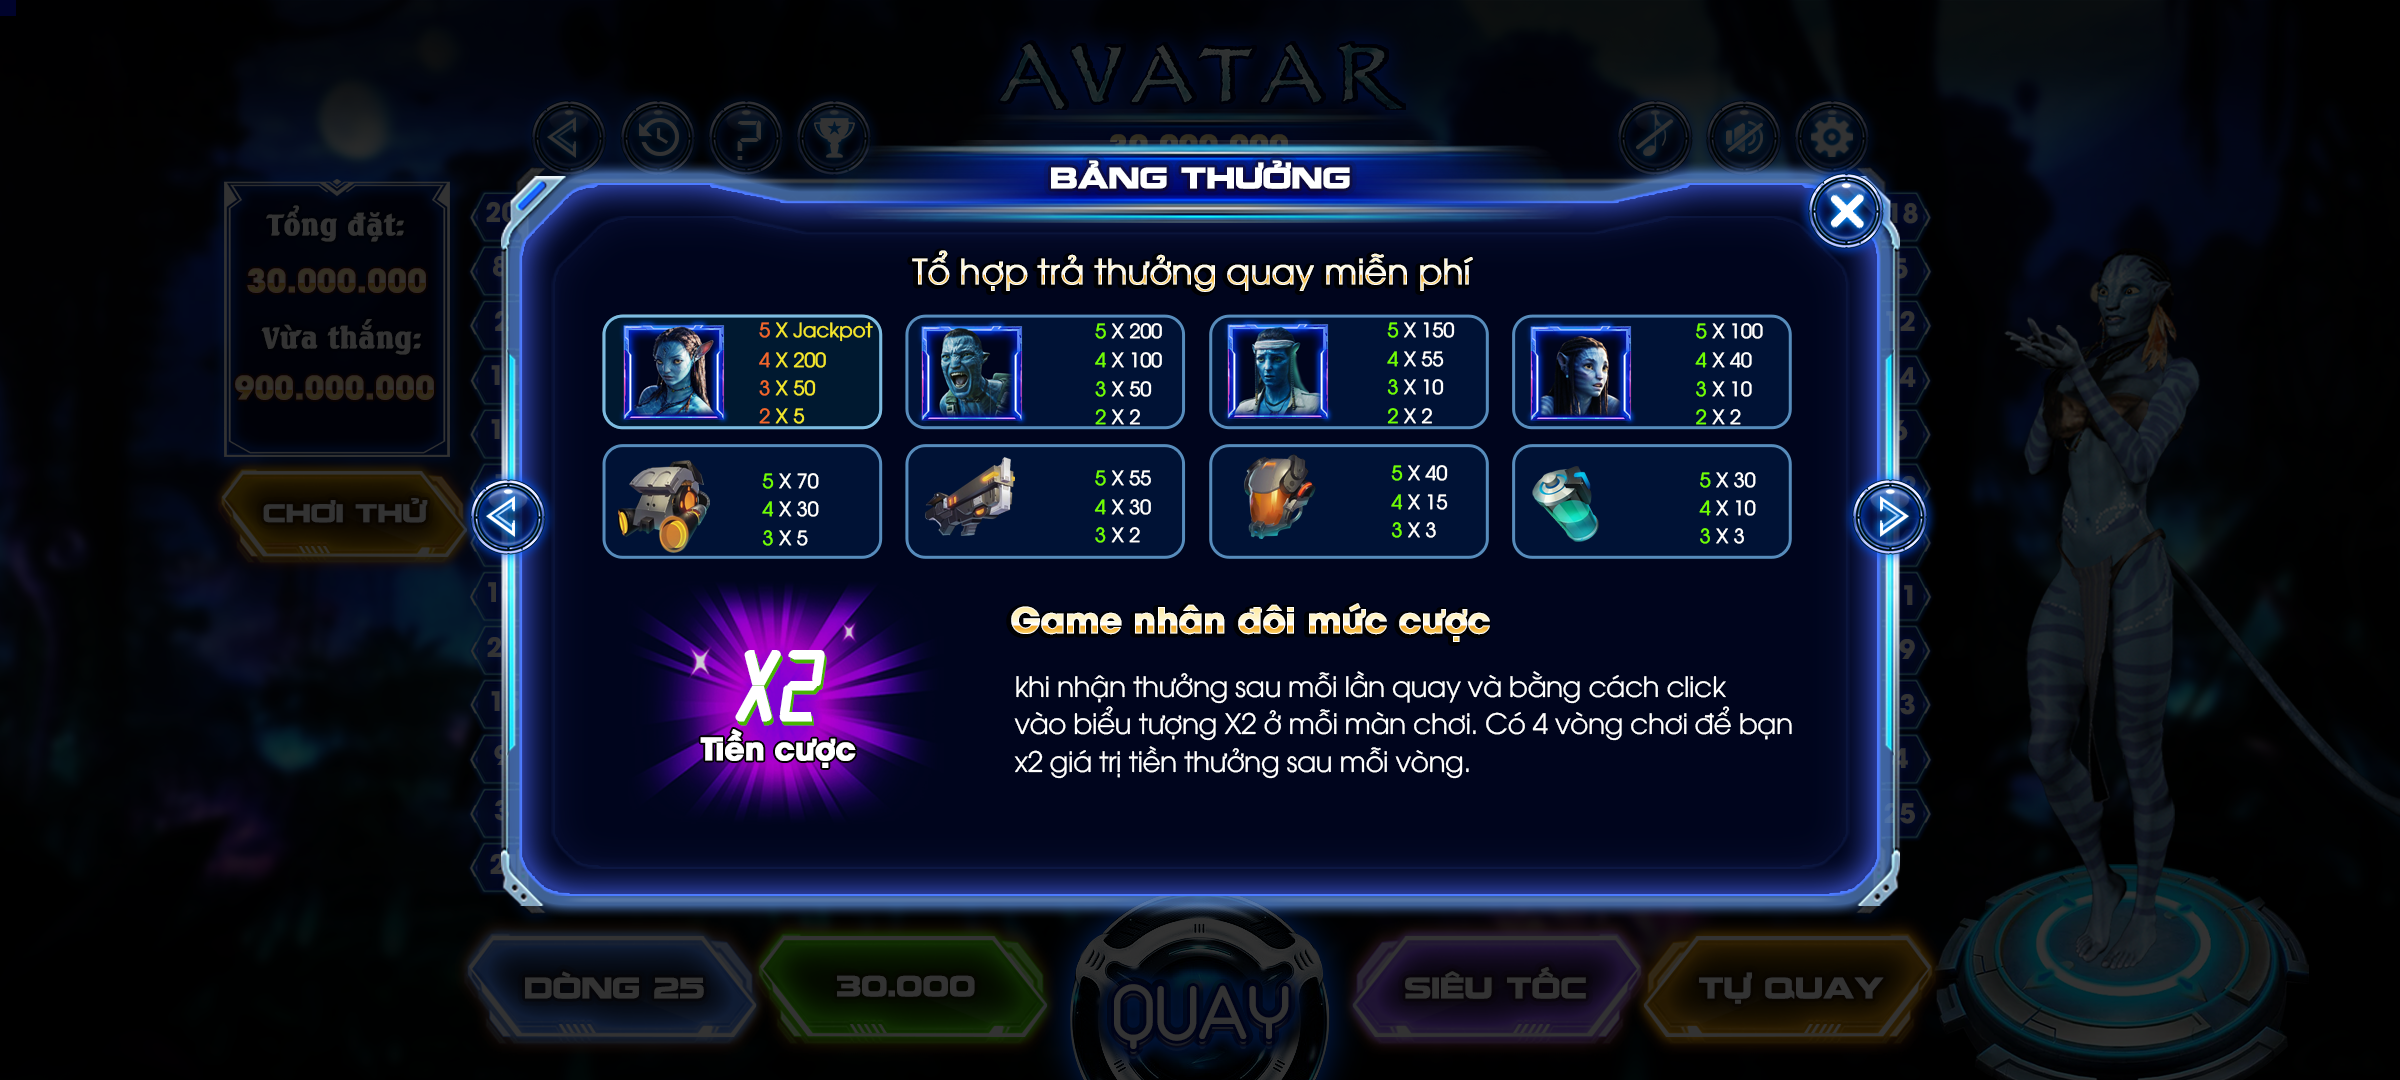 AVATAR
30.000.000
BẢNG THƯỞNG
Tổng đặt:
30.000.000
Vừa thắng:
900.000.000
CHƠI THỬ
Tổ hợp trả thưởng quay miễn phí
5 X Jackpot
4 X 200
3 X 50
2 X 5
5 X 200
4 X 100
3 X 50
2 X 2
5 X 150
4 X 55
3 X 10
2 X 2
5 X 100
4 X 40
3 X 10
2 X 2
5 X 70
4 X 30
3 X 5
5 X 55
4 X 30
3 X 2
5 X 40
4 X 15
3 X 3
5 X 30
4 X 10
3 X 3
X2
Tiền cược
Game nhân đôi mức cược
khi nhận thưởng sau mỗi lần quay và bằng cách click
vào biểu tượng X2 ở mỗi màn chơi. Có 4 vòng chơi để bạn
x2 giá trị tiền thưởng sau mỗi vòng.
DÒNG 25
30.000
QUAY
SIÊU TỐC
TỰ QUAY